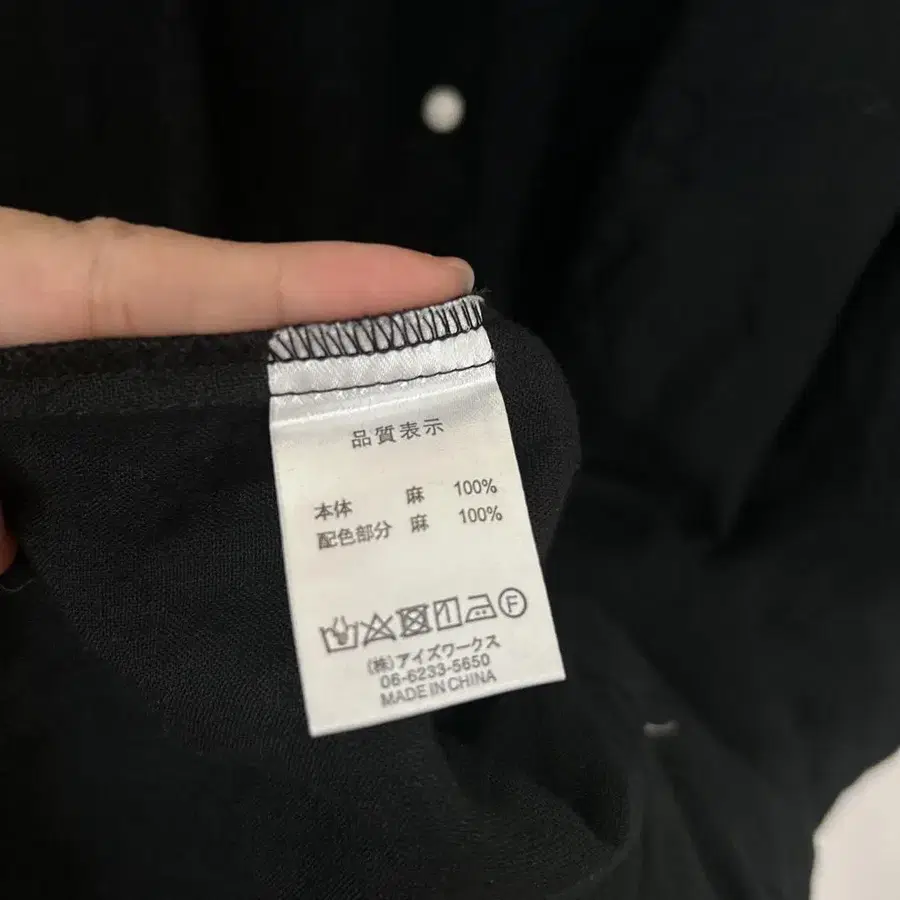 品質表示
本体 麻 100%
配色部分 麻 100%
Ⓕ
(株)アイズワークス
06-6233-5650
MADE IN CHINA